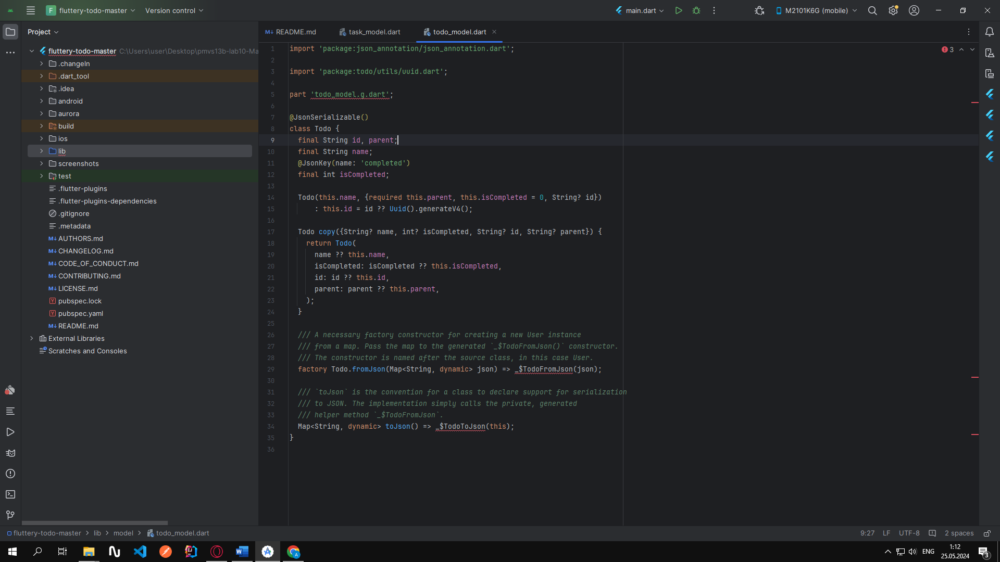 F fluttery-todo-master Version control main.dart M2101K6G (mobile)
Project
README.md task_model.dart todo_model.dart
fluttery-todo-master C:\Users\user\Desktop\pmvs13b-lab10-Ma
.changeln
.dart_tool
.idea
android
aurora
build
ios
lib
screenshots
test
.flutter-plugins
.flutter-plugins-dependencies
.gitignore
.metadata
AUTHORS.md
CHANGELOG.md
CODE_OF_CONDUCT.md
CONTRIBUTING.md
LICENSE.md
pubspec.lock
pubspec.yaml
README.md
External Libraries
Scratches and Consoles
3
1 import 'package:json_annotation/json_annotation.dart';
2
3 import 'package:todo/utils/uuid.dart';
4
5 part 'todo_model.g.dart';
6
7 @JsonSerializable()
8 class Todo {
9 final String id, parent;
10 final String name;
11 @JsonKey(name: 'completed')
12 final int isCompleted;
13
14 Todo(this.name, {required this.parent, this.isCompleted = 0, String? id})
15 : this.id = id ?? Uuid().generateV4();
16
17 Todo copy({String? name, int? isCompleted, String? id, String? parent}) {
18 return Todo(
19 name ?? this.name,
20 isCompleted: isCompleted ?? this.isCompleted,
21 id: id ?? this.id,
22 parent: parent ?? this.parent,
23 );
24 }
25
26 /// A necessary factory constructor for creating a new User instance
27 /// from a map. Pass the map to the generated `_$TodoFromJson()` constructor.
28 /// The constructor is named after the source class, in this case User.
29 factory Todo.fromJson(Map<String, dynamic> json) => _$TodoFromJson(json);
30
31 /// `toJson` is the convention for a class to declare support for serialization
32 /// to JSON. The implementation simply calls the private, generated
33 /// helper method `_$TodoFromJson`.
34 Map<String, dynamic> toJson() => _$TodoToJson(this);
35 }
36
fluttery-todo-master > lib > model > todo_model.dart 9:27 LF UTF-8 2 spaces
ENG 1:12
25.05.2024
3